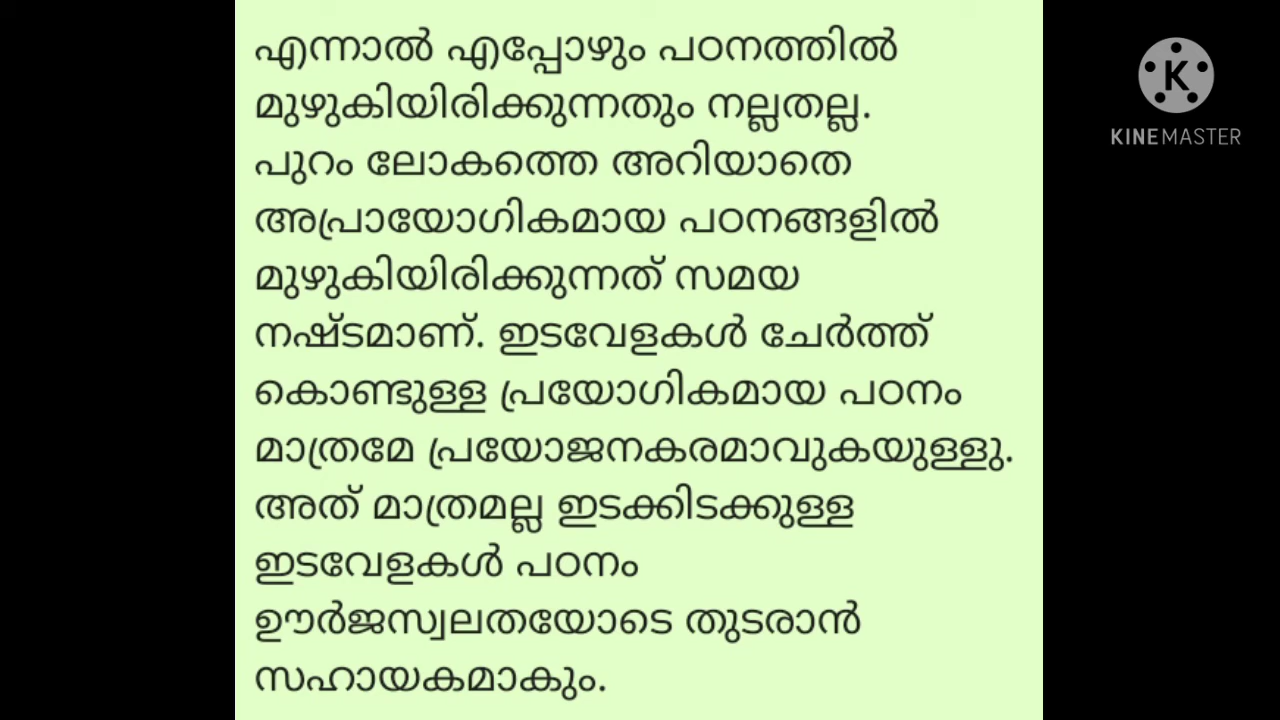 എന്നാൽ എപ്പോഴും പഠനത്തിൽ
മുഴുകിയിരിക്കുന്നതും നല്ലതല്ല.
പുറം ലോകത്തെ അറിയാതെ
അപ്രായോഗികമായ പഠനങ്ങളിൽ
മുഴുകിയിരിക്കുന്നത് സമയ
നഷ്ടമാണ്. ഇടവേളകൾ ചേർത്ത്
കൊണ്ടുള്ള പ്രയോഗികമായ പഠനം
മാത്രമേ പ്രയോജനകരമാവുകയുള്ളു.
അത് മാത്രമല്ല ഇടക്കിടക്കുള്ള
ഇടവേളകൾ പഠനം
ഊർജസ്വലതയോടെ തുടരാൻ
സഹായകമാകും.
K
KINEMASTER